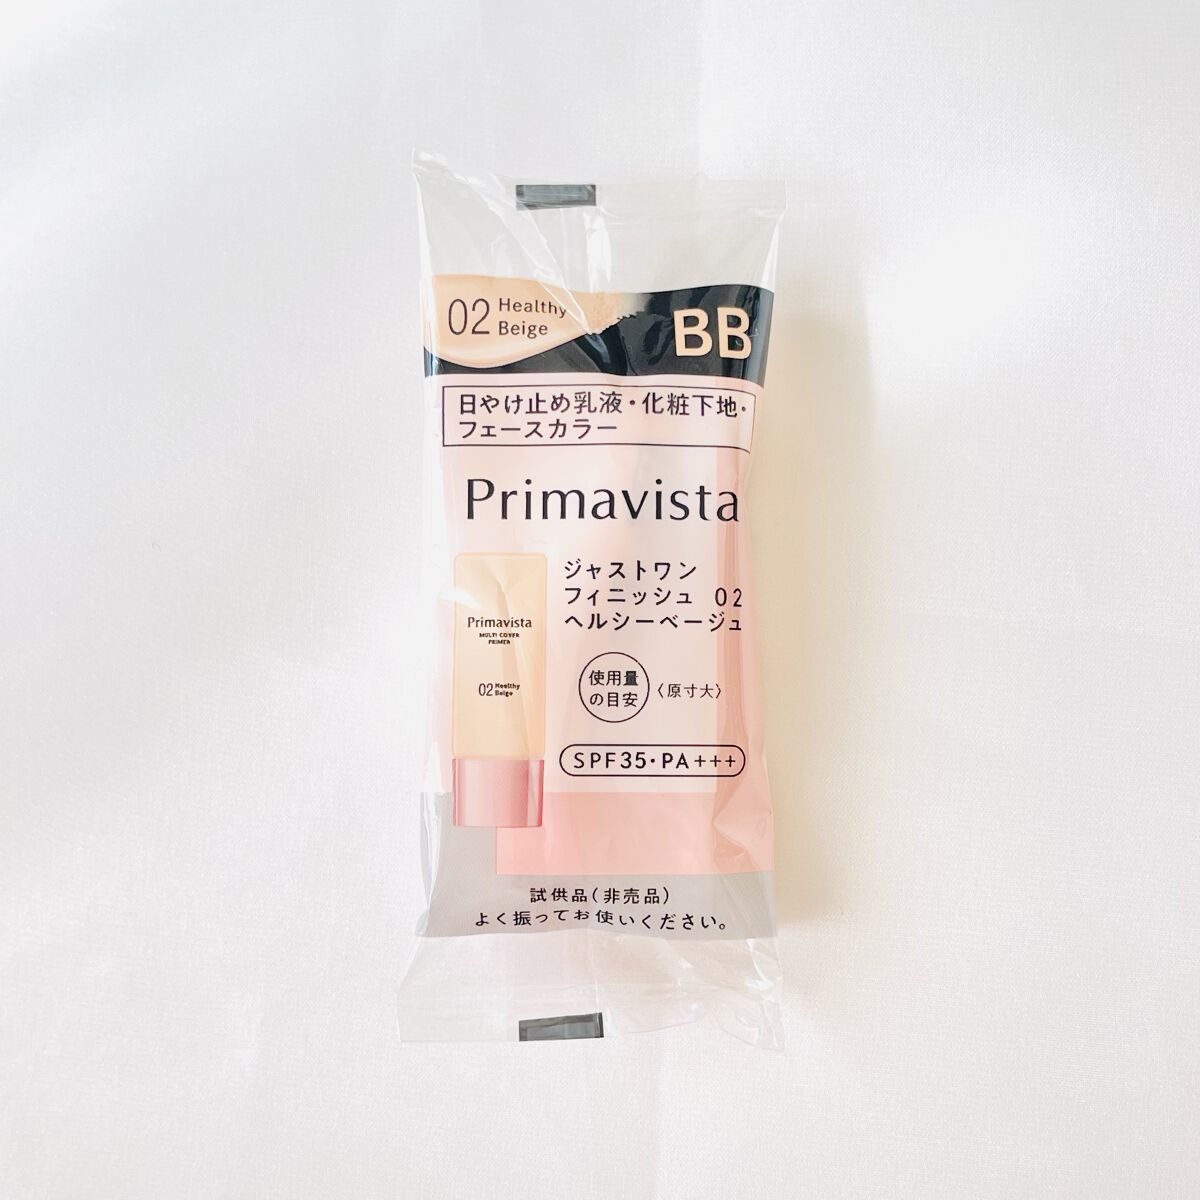 02 Healthy
Beige
BB
日やけ止め乳液・化粧下地・
フェースカラー
Primavista
ジャストワン
フィニッシュ 02
ヘルシーベージュ
Primavista
MULTI COVER
PRIMER
02 Healthy
Beige
使用量
の目安
〈原寸大〉
SPF35・PA+++
試供品(非売品)
よく振ってお使いください。